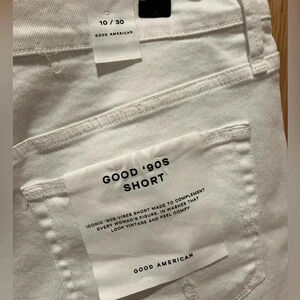 10 / 30
GOOD AMERICAN
GOOD '90S
SHORT
ICONIC '90S-VIBES SHORT MADE TO COMPLEMENT
EVERY WOMAN'S FIGURE. IN WASHES THAT
LOOK VINTAGE AND FEEL COMFY.
GOOD AMERICAN